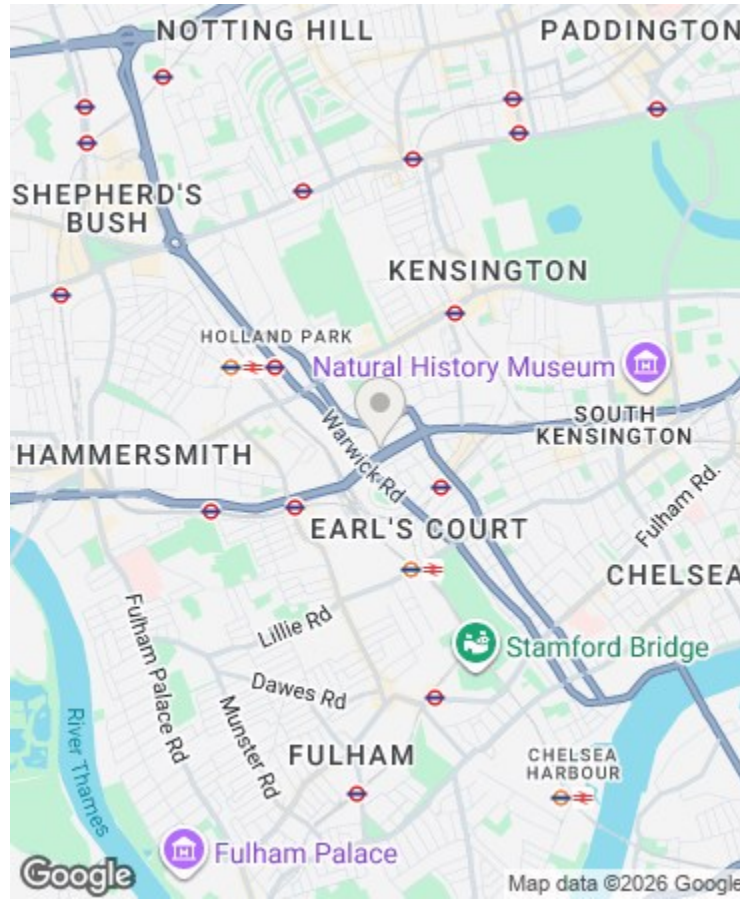 NOTTING HILL
PADDINGTON
SHEPHERD'S
BUSH
KENSINGTON
HOLLAND PARK
Natural History Museum
SOUTH
KENSINGTON
Warwick Rd
HAMMERSMITH
Fulham Rd.
EARL'S COURT
CHELSEA
Lillie Rd
Fulham Palace Rd
Stamford Bridge
Dawes Rd
Munster Rd
River Thames
FULHAM
CHELSEA
HARBOUR
Fulham Palace
Google
Map data ©2026 Google